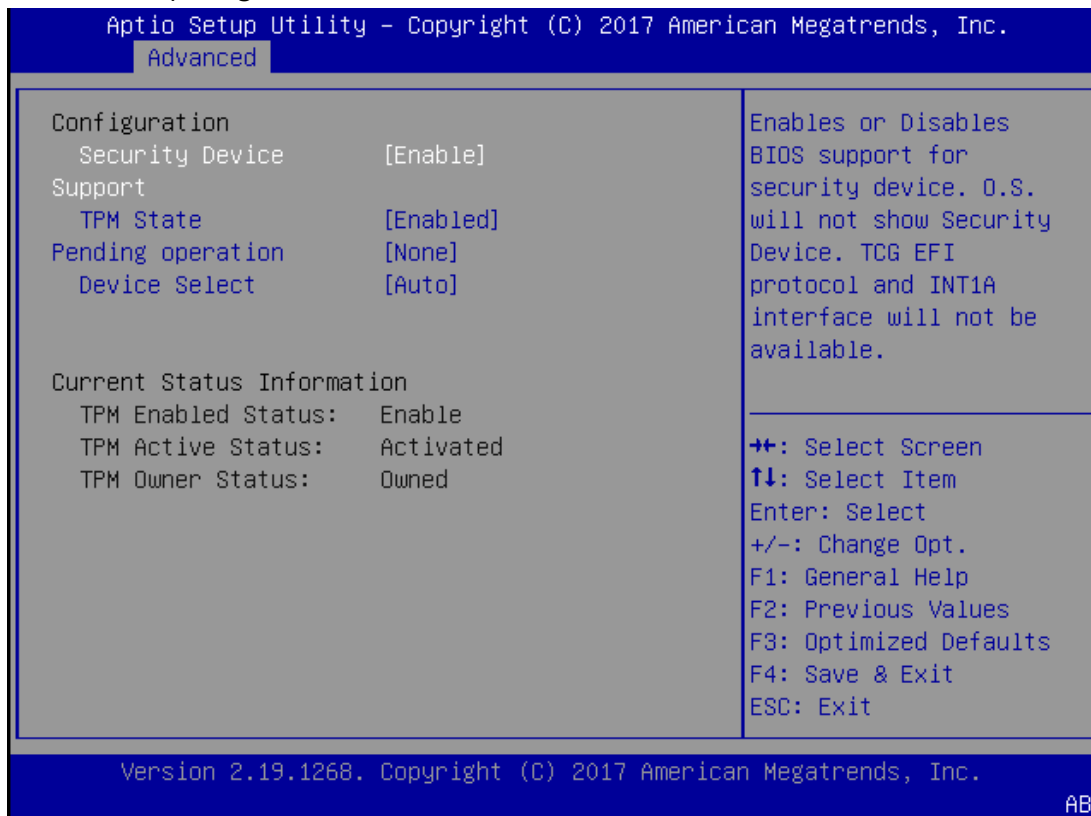 Aptio Setup Utility – Copyright (C) 2017 American Megatrends, Inc.
Advanced
Configuration
Security Device [Enable]
Support
TPM State [Enabled]
Pending operation [None]
Device Select [Auto]
Current Status Information
TPM Enabled Status: Enable
TPM Active Status: Activated
TPM Owner Status: Owned
Enables or Disables
BIOS support for
security device. O.S.
will not show Security
Device. TCG EFI
protocol and INT1A
interface will not be
available.
→←: Select Screen
↑↓: Select Item
Enter: Select
+/-: Change Opt.
F1: General Help
F2: Previous Values
F3: Optimized Defaults
F4: Save & Exit
ESC: Exit
Version 2.19.1268. Copyright (C) 2017 American Megatrends, Inc.
AB